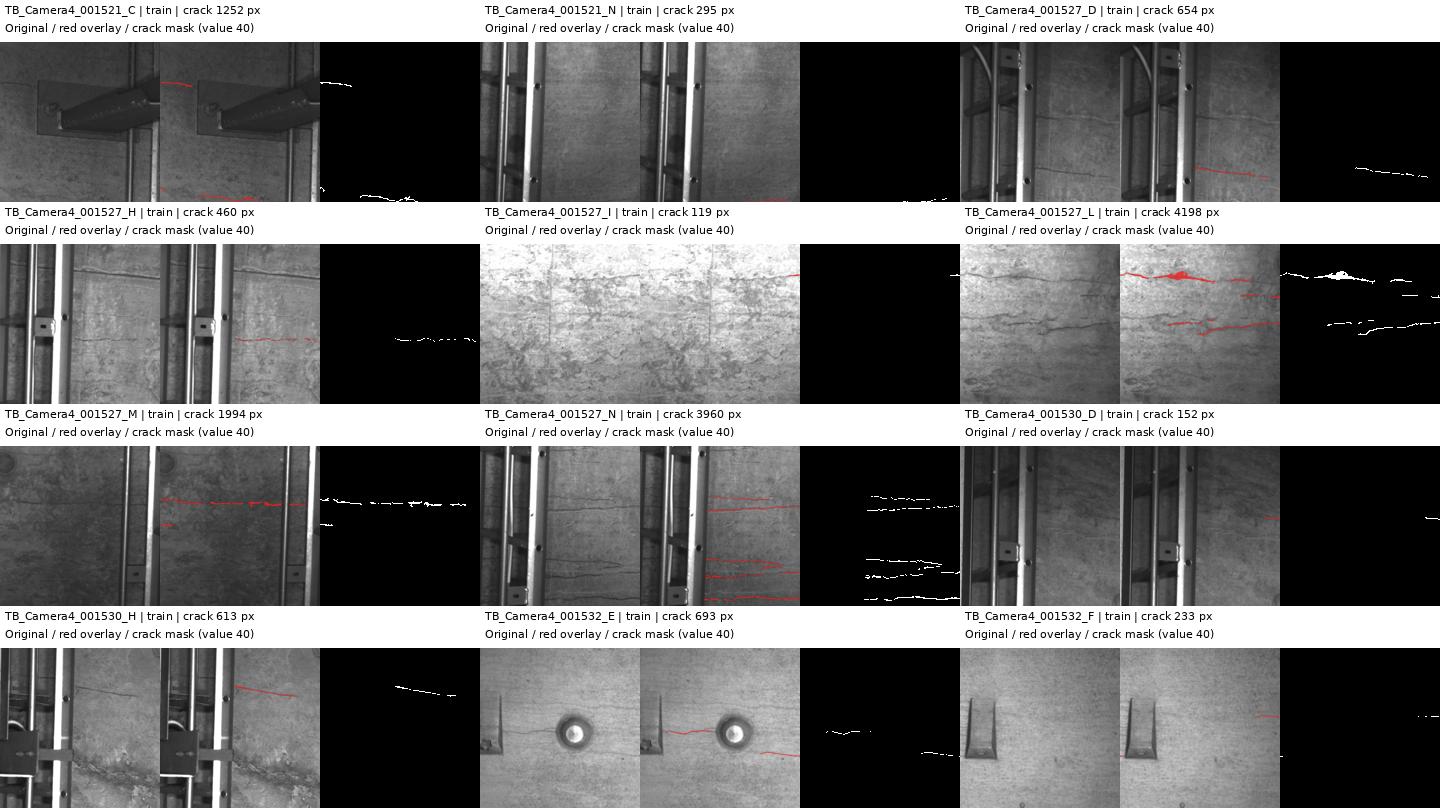 TB_Camera4_001521_C | train | crack 1252 px
Original / red overlay / crack mask (value 40)
TB_Camera4_001521_N | train | crack 295 px
Original / red overlay / crack mask (value 40)
TB_Camera4_001527_D | train | crack 654 px
Original / red overlay / crack mask (value 40)
TB_Camera4_001527_H | train | crack 460 px
Original / red overlay / crack mask (value 40)
TB_Camera4_001527_I | train | crack 119 px
Original / red overlay / crack mask (value 40)
TB_Camera4_001527_L | train | crack 4198 px
Original / red overlay / crack mask (value 40)
TB_Camera4_001527_M | train | crack 1994 px
Original / red overlay / crack mask (value 40)
TB_Camera4_001527_N | train | crack 3960 px
Original / red overlay / crack mask (value 40)
TB_Camera4_001530_D | train | crack 152 px
Original / red overlay / crack mask (value 40)
TB_Camera4_001530_H | train | crack 613 px
Original / red overlay / crack mask (value 40)
TB_Camera4_001532_E | train | crack 693 px
Original / red overlay / crack mask (value 40)
TB_Camera4_001532_F | train | crack 233 px
Original / red overlay / crack mask (value 40)